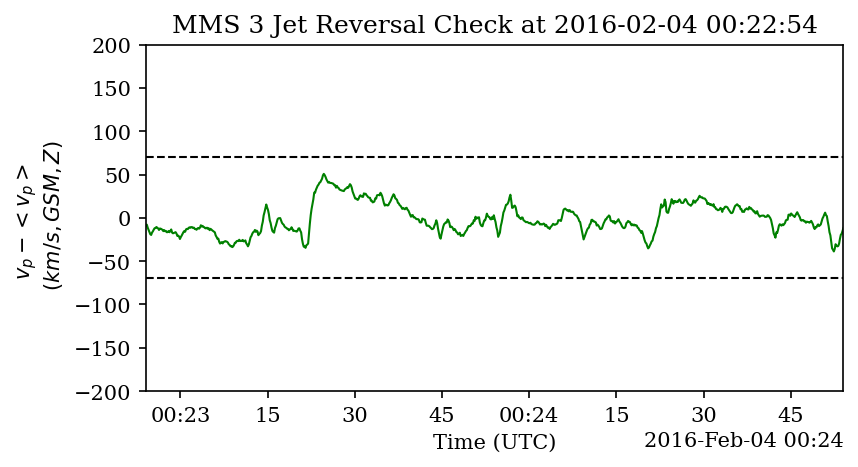 MMS 3 Jet Reversal Check at 2016-02-04 00:22:54
200
150
100
50
0
−50
−100
−150
−200
v_p − < v_p >
(km/s, GSM, Z)
00:23 15 30 45 00:24 15 30 45
Time (UTC)
2016-Feb-04 00:24